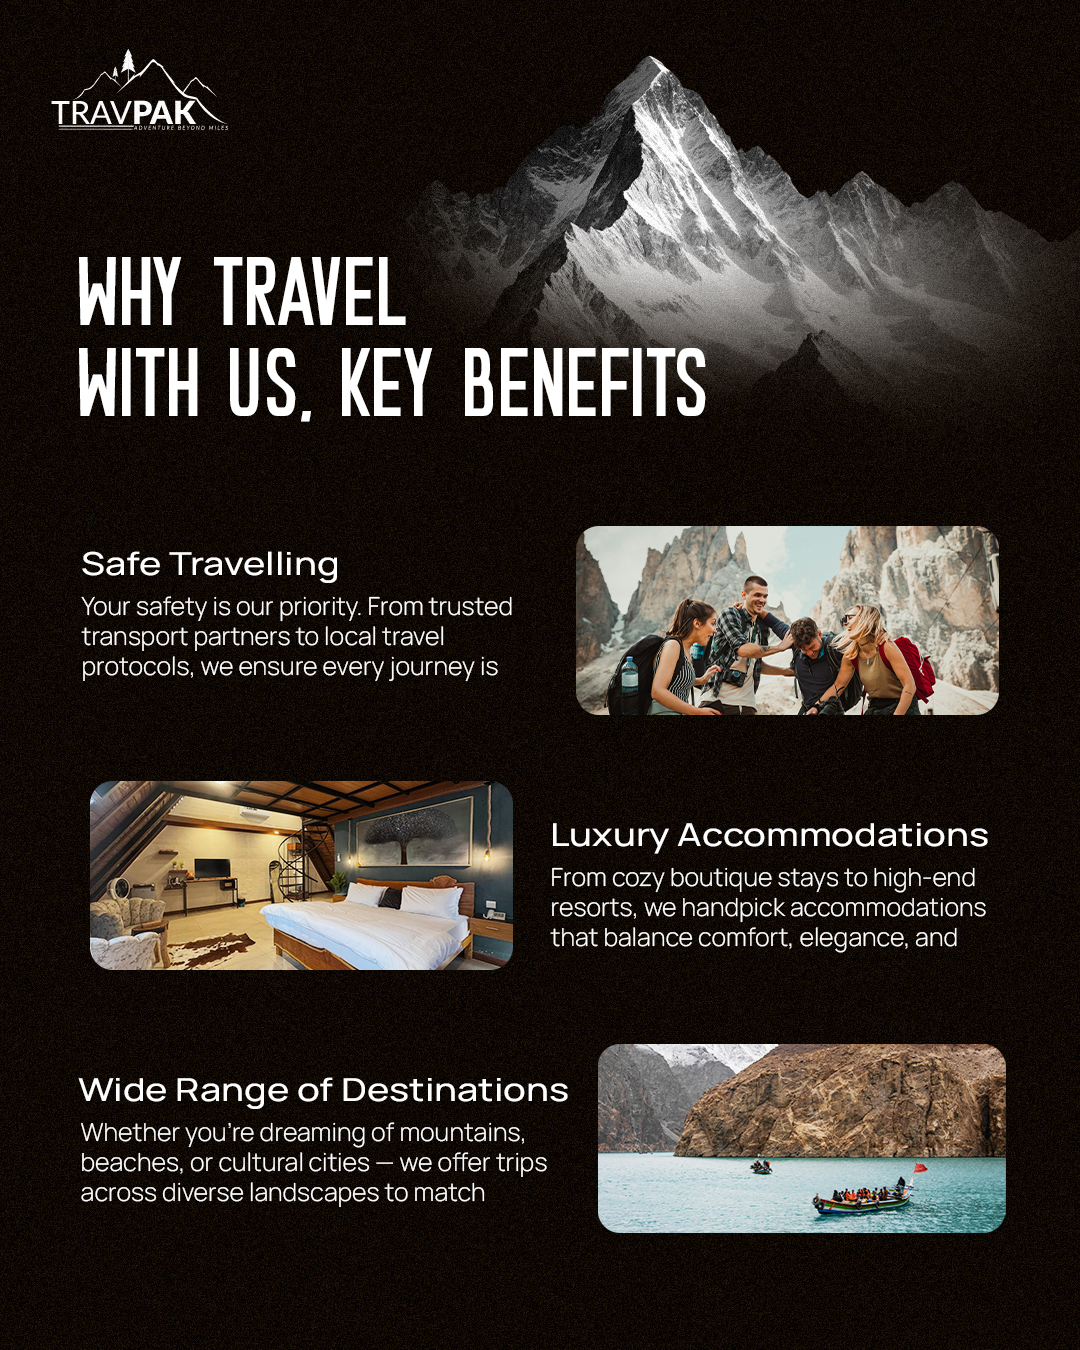 TRAVPAK
ADVENTURE BEYOND MILES
WHY TRAVEL
WITH US, KEY BENEFITS
Safe Travelling
Your safety is our priority. From trusted
transport partners to local travel
protocols, we ensure every journey is
Luxury Accommodations
From cozy boutique stays to high-end
resorts, we handpick accommodations
that balance comfort, elegance, and
Wide Range of Destinations
Whether you're dreaming of mountains,
beaches, or cultural cities — we offer trips
across diverse landscapes to match